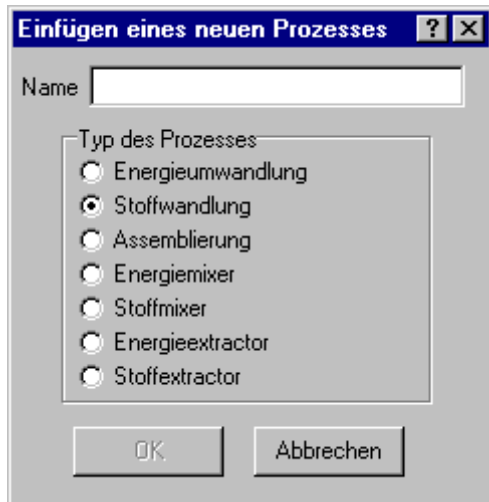 Einfügen eines neuen Prozesses ? ×
Name
Typ des Prozesses
Energieumwandlung
Stoffwandlung
Assemblierung
Energiemixer
Stoffmixer
Energieextractor
Stoffextractor
OK Abbrechen